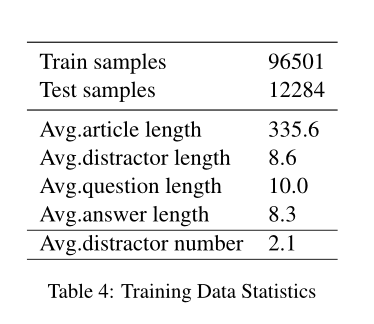 Train samples 96501
Test samples 12284
Avg.article length 335.6
Avg.distractor length 8.6
Avg.question length 10.0
Avg.answer length 8.3
Avg.distractor number 2.1
Table 4: Training Data Statistics